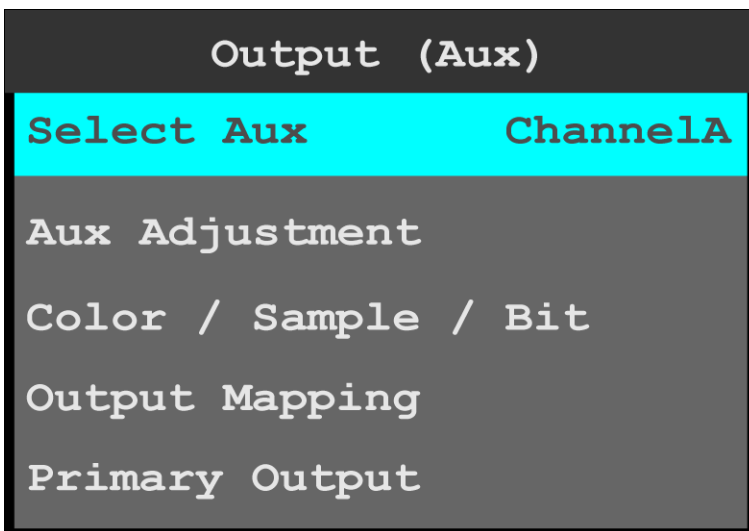 Output (Aux)
Select Aux ChannelA
Aux Adjustment
Color / Sample / Bit
Output Mapping
Primary Output